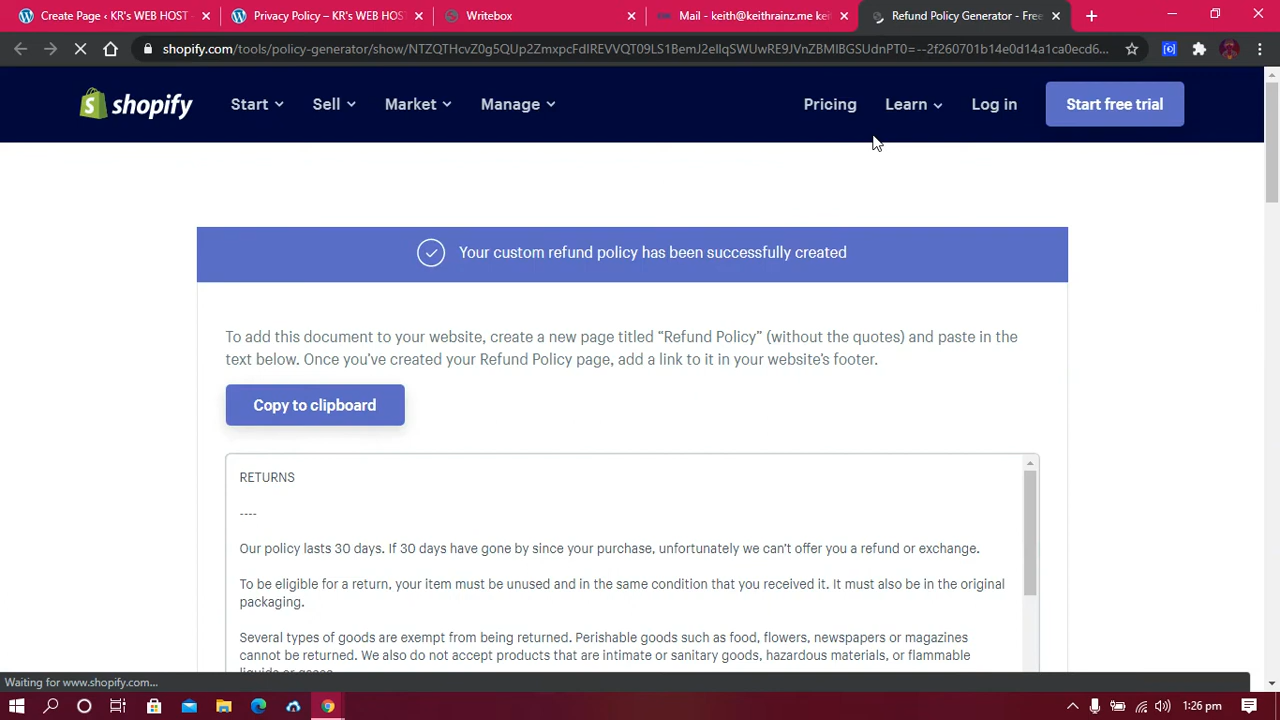 Create Page ‹ KR's WEB HOST -
Privacy Policy – KR's WEB HOST
Writebox
Mail - keith@keithrainz.me kei
Refund Policy Generator - Free
shopify.com/tools/policy-generator/show/NTZQTHcvZ0g5QUp2ZmxpcFdIREVVQT09LS1BemJ2ellqSWUwRE9JVnZBMlBGSUdnPT0=--2f260701b14e0d14a1ca0ecd6...
shopify
Start
Sell
Market
Manage
Pricing
Learn
Log in
Start free trial
Your custom refund policy has been successfully created
To add this document to your website, create a new page titled “Refund Policy” (without the quotes) and paste in the
text below. Once you've created your Refund Policy page, add a link to it in your website's footer.
Copy to clipboard
RETURNS
----
Our policy lasts 30 days. If 30 days have gone by since your purchase, unfortunately we can't offer you a refund or exchange.
To be eligible for a return, your item must be unused and in the same condition that you received it. It must also be in the original
packaging.
Several types of goods are exempt from being returned. Perishable goods such as food, flowers, newspapers or magazines
cannot be returned. We also do not accept products that are intimate or sanitary goods, hazardous materials, or flammable
liquids or gases.
Waiting for www.shopify.com...
1:26 pm